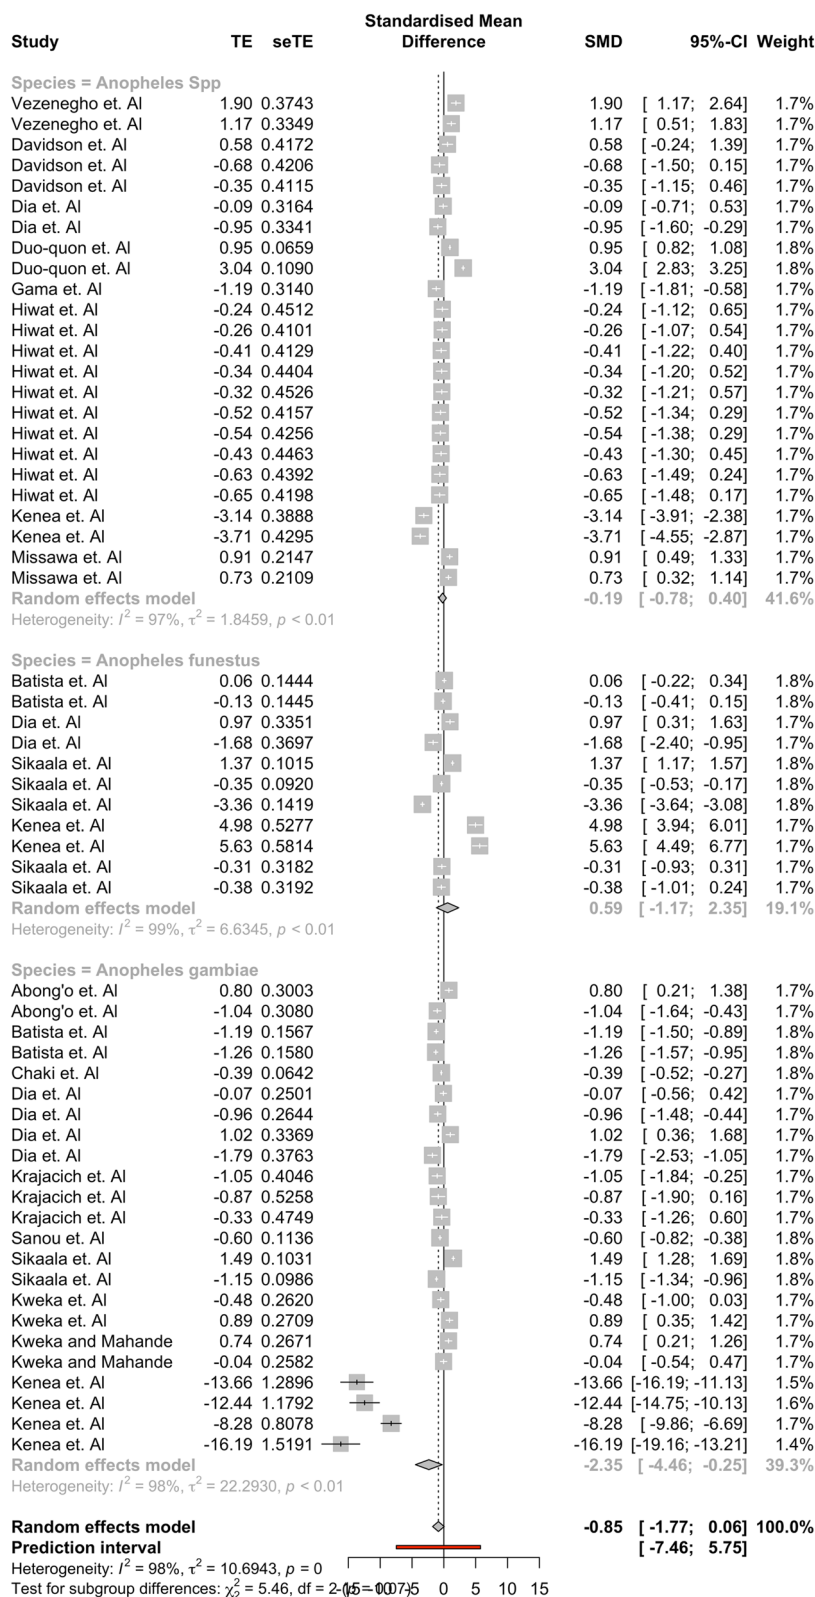 Standardised Mean
Study TE seTE Difference SMD 95%-CI Weight
Species = Anopheles Spp
Vezenegho et. Al 1.90 0.3743 1.90 [ 1.17; 2.64] 1.7%
Vezenegho et. Al 1.17 0.3349 1.17 [ 0.51; 1.83] 1.7%
Davidson et. Al 0.58 0.4172 0.58 [ -0.24; 1.39] 1.7%
Davidson et. Al -0.68 0.4206 -0.68 [ -1.50; 0.15] 1.7%
Davidson et. Al -0.35 0.4115 -0.35 [ -1.15; 0.46] 1.7%
Dia et. Al -0.09 0.3164 -0.09 [ -0.71; 0.53] 1.7%
Dia et. Al -0.95 0.3341 -0.95 [ -1.60; -0.29] 1.7%
Duo-quon et. Al 0.95 0.0659 0.95 [ 0.82; 1.08] 1.8%
Duo-quon et. Al 3.04 0.1090 3.04 [ 2.83; 3.25] 1.8%
Gama et. Al -1.19 0.3140 -1.19 [ -1.81; -0.58] 1.7%
Hiwat et. Al -0.24 0.4512 -0.24 [ -1.12; 0.65] 1.7%
Hiwat et. Al -0.26 0.4101 -0.26 [ -1.07; 0.54] 1.7%
Hiwat et. Al -0.41 0.4129 -0.41 [ -1.22; 0.40] 1.7%
Hiwat et. Al -0.34 0.4404 -0.34 [ -1.20; 0.52] 1.7%
Hiwat et. Al -0.32 0.4526 -0.32 [ -1.21; 0.57] 1.7%
Hiwat et. Al -0.52 0.4157 -0.52 [ -1.34; 0.29] 1.7%
Hiwat et. Al -0.54 0.4256 -0.54 [ -1.38; 0.29] 1.7%
Hiwat et. Al -0.43 0.4463 -0.43 [ -1.30; 0.45] 1.7%
Hiwat et. Al -0.63 0.4392 -0.63 [ -1.49; 0.24] 1.7%
Hiwat et. Al -0.65 0.4198 -0.65 [ -1.48; 0.17] 1.7%
Kenea et. Al -3.14 0.3888 -3.14 [ -3.91; -2.38] 1.7%
Kenea et. Al -3.71 0.4295 -3.71 [ -4.55; -2.87] 1.7%
Missawa et. Al 0.91 0.2147 0.91 [ 0.49; 1.33] 1.7%
Missawa et. Al 0.73 0.2109 0.73 [ 0.32; 1.14] 1.7%
Random effects model -0.19 [ -0.78; 0.40] 41.6%
Heterogeneity: I² = 97%, τ² = 1.8459, p < 0.01
Species = Anopheles funestus
Batista et. Al 0.06 0.1444 0.06 [ -0.22; 0.34] 1.8%
Batista et. Al -0.13 0.1445 -0.13 [ -0.41; 0.15] 1.8%
Dia et. Al 0.97 0.3351 0.97 [ 0.31; 1.63] 1.7%
Dia et. Al -1.68 0.3697 -1.68 [ -2.40; -0.95] 1.7%
Sikaala et. Al 1.37 0.1015 1.37 [ 1.17; 1.57] 1.8%
Sikaala et. Al -0.35 0.0920 -0.35 [ -0.53; -0.17] 1.8%
Sikaala et. Al -3.36 0.1419 -3.36 [ -3.64; -3.08] 1.8%
Kenea et. Al 4.98 0.5277 4.98 [ 3.94; 6.01] 1.7%
Kenea et. Al 5.63 0.5814 5.63 [ 4.49; 6.77] 1.7%
Sikaala et. Al -0.31 0.3182 -0.31 [ -0.93; 0.31] 1.7%
Sikaala et. Al -0.38 0.3192 -0.38 [ -1.01; 0.24] 1.7%
Random effects model 0.59 [ -1.17; 2.35] 19.1%
Heterogeneity: I² = 99%, τ² = 6.6345, p < 0.01
Species = Anopheles gambiae
Abong'o et. Al 0.80 0.3003 0.80 [ 0.21; 1.38] 1.7%
Abong'o et. Al -1.04 0.3080 -1.04 [ -1.64; -0.43] 1.7%
Batista et. Al -1.19 0.1567 -1.19 [ -1.50; -0.89] 1.8%
Batista et. Al -1.26 0.1580 -1.26 [ -1.57; -0.95] 1.8%
Chaki et. Al -0.39 0.0642 -0.39 [ -0.52; -0.27] 1.8%
Dia et. Al -0.07 0.2501 -0.07 [ -0.56; 0.42] 1.7%
Dia et. Al -0.96 0.2644 -0.96 [ -1.48; -0.44] 1.7%
Dia et. Al 1.02 0.3369 1.02 [ 0.36; 1.68] 1.7%
Dia et. Al -1.79 0.3763 -1.79 [ -2.53; -1.05] 1.7%
Krajacich et. Al -1.05 0.4046 -1.05 [ -1.84; -0.25] 1.7%
Krajacich et. Al -0.87 0.5258 -0.87 [ -1.90; 0.16] 1.7%
Krajacich et. Al -0.33 0.4749 -0.33 [ -1.26; 0.60] 1.7%
Sanou et. Al -0.60 0.1136 -0.60 [ -0.82; -0.38] 1.8%
Sikaala et. Al 1.49 0.1031 1.49 [ 1.28; 1.69] 1.8%
Sikaala et. Al -1.15 0.0986 -1.15 [ -1.34; -0.96] 1.8%
Kweka et. Al -0.48 0.2620 -0.48 [ -1.00; 0.03] 1.7%
Kweka et. Al 0.89 0.2709 0.89 [ 0.35; 1.42] 1.7%
Kweka and Mahande 0.74 0.2671 0.74 [ 0.21; 1.26] 1.7%
Kweka and Mahande -0.04 0.2582 -0.04 [ -0.54; 0.47] 1.7%
Kenea et. Al -13.66 1.2896 -13.66 [-16.19; -11.13] 1.5%
Kenea et. Al -12.44 1.1792 -12.44 [-14.75; -10.13] 1.6%
Kenea et. Al -8.28 0.8078 -8.28 [ -9.86; -6.69] 1.7%
Kenea et. Al -16.19 1.5191 -16.19 [-19.16; -13.21] 1.4%
Random effects model -2.35 [ -4.46; -0.25] 39.3%
Heterogeneity: I² = 98%, τ² = 22.2930, p < 0.01
Random effects model -0.85 [ -1.77; 0.06] 100.0%
Prediction interval [ -7.46; 5.75]
Heterogeneity: I² = 98%, τ² = 10.6943, p = 0
Test for subgroup differences: χ²₂ = 5.46, df = 2 (p = 0.07) -15 -10 -5 0 5 10 15